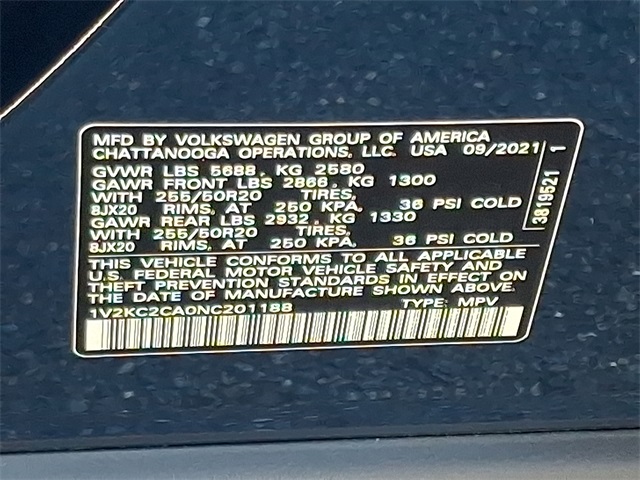 MFD BY VOLKSWAGEN GROUP OF AMERICA
CHATTANOOGA OPERATIONS, LLC. USA 09/2021
GVWR LBS 5688, KG 2580
GAWR FRONT LBS 2866, KG 1300
WITH 255/50R20 TIRES,
8JX20 RIMS, AT 250 KPA, 36 PSI COLD
GAWR REAR LBS 2932, KG 1330
WITH 255/50R20 TIRES,
8JX20 RIMS, AT 250 KPA, 36 PSI COLD
THIS VEHICLE CONFORMS TO ALL APPLICABLE
U.S. FEDERAL MOTOR VEHICLE SAFETY, AND
THEFT PREVENTION STANDARDS IN EFFECT ON
THE DATE OF MANUFACTURE SHOWN ABOVE.
1V2KC2CA0NC201188 TYPE: MPV
3819521
1